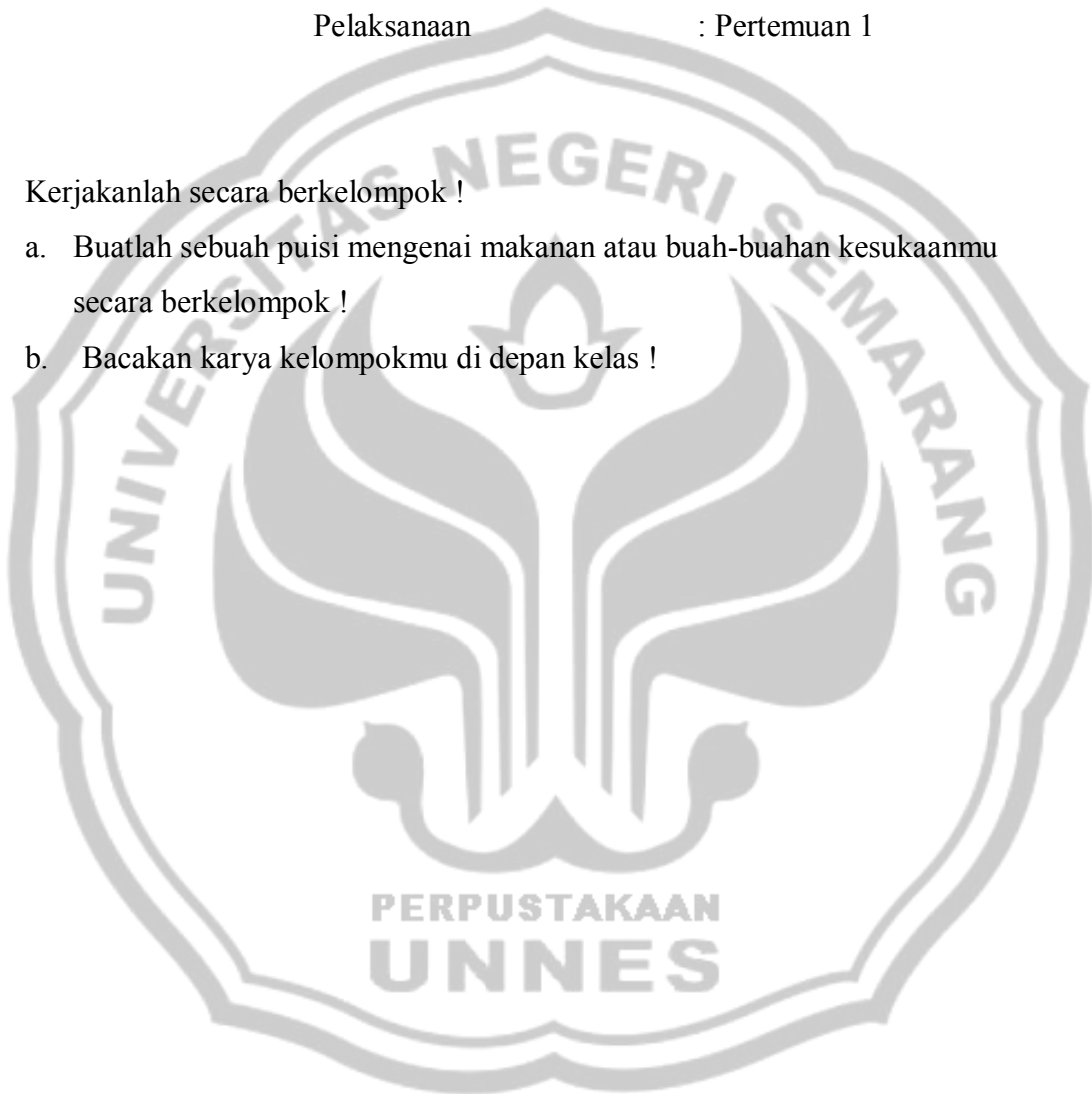 Pelaksanaan : Pertemuan 1
Kerjakanlah secara berkelompok !
a. Buatlah sebuah puisi mengenai makanan atau buah-buahan kesukaanmu
secara berkelompok !
b. Bacakan karya kelompokmu di depan kelas !
UNIVERSITAS NEGERI SEMARANG
PERPUSTAKAAN
UNNES